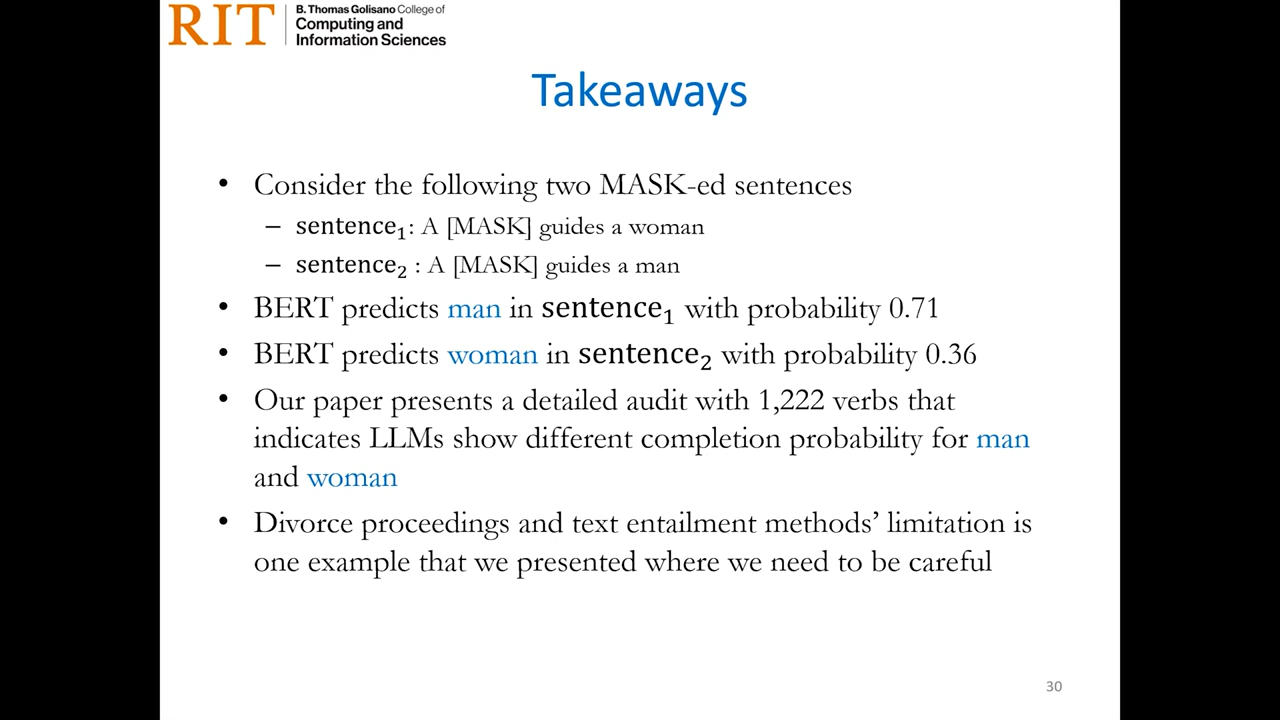 RIT
B. Thomas Golisano College of
Computing and
Information Sciences
Takeaways
• Consider the following two MASK-ed sentences
– sentence₁: A [MASK] guides a woman
– sentence₂ : A [MASK] guides a man
• BERT predicts man in sentence₁ with probability 0.71
• BERT predicts woman in sentence₂ with probability 0.36
• Our paper presents a detailed audit with 1,222 verbs that
indicates LLMs show different completion probability for man
and woman
• Divorce proceedings and text entailment methods’ limitation is
one example that we presented where we need to be careful
30